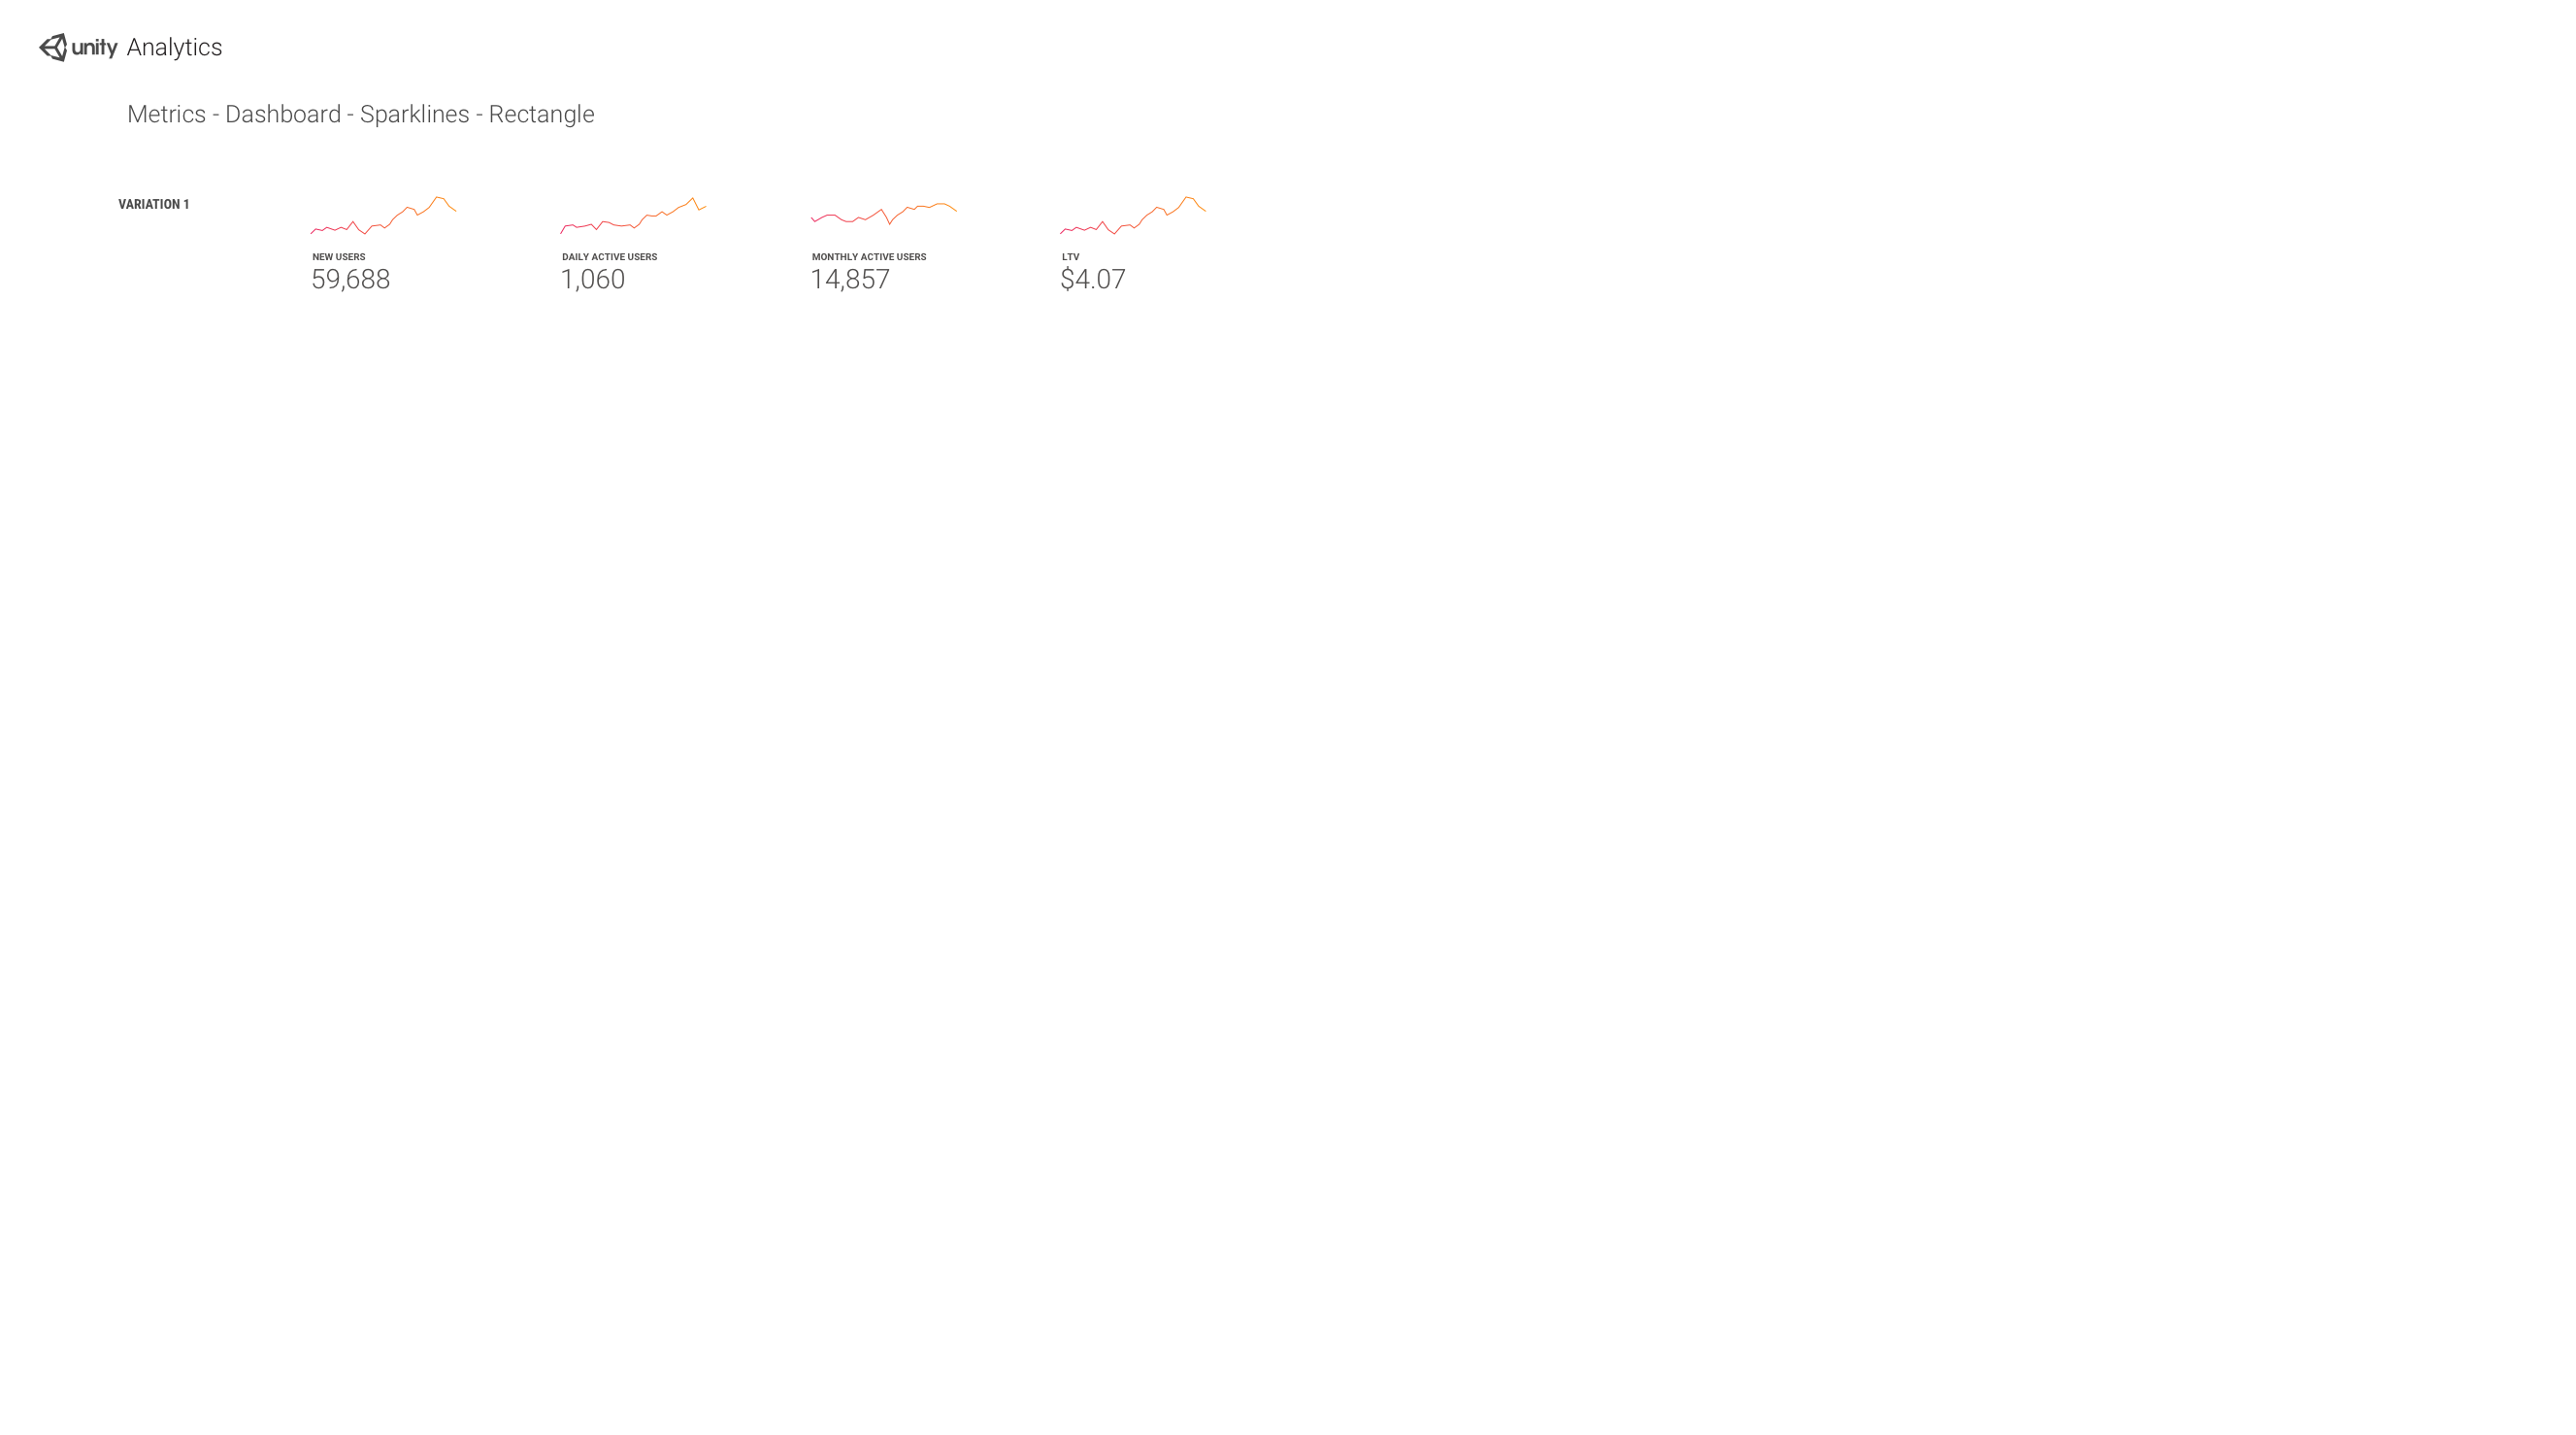 unity Analytics
Metrics - Dashboard - Sparklines - Rectangle
VARIATION 1
NEW USERS
59,688
DAILY ACTIVE USERS
1,060
MONTHLY ACTIVE USERS
14,857
LTV
$4.07